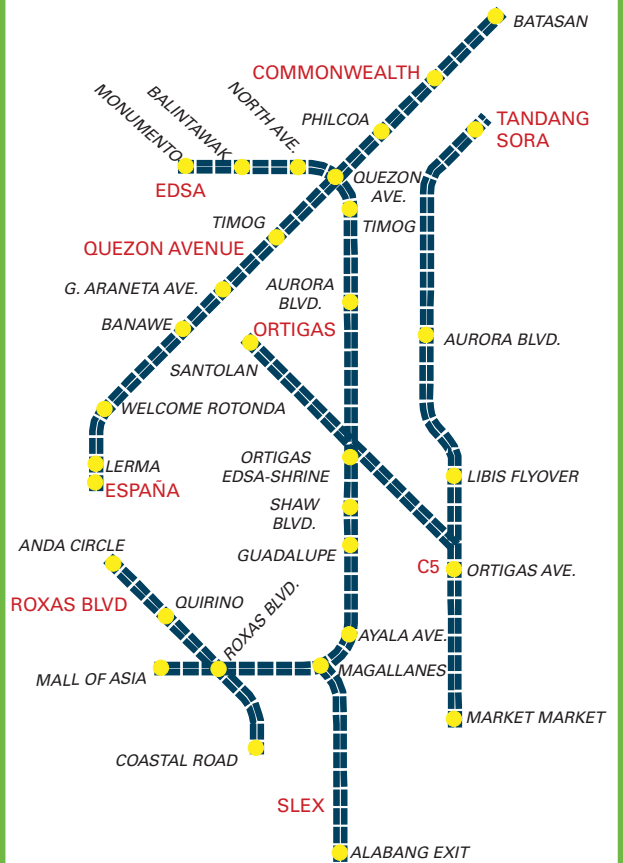 BATASAN
COMMONWEALTH
MONUMENTO
BALINTAWAK
NORTH AVE.
PHILCOA
TANDANG
SORA
EDSA
QUEZON
AVE.
TIMOG
TIMOG
QUEZON AVENUE
G. ARANETA AVE.
AURORA
BLVD.
BANAWE
ORTIGAS
AURORA BLVD.
SANTOLAN
WELCOME ROTONDA
LERMA
ORTIGAS
EDSA-SHRINE
LIBIS FLYOVER
ESPAÑA
SHAW
BLVD.
ANDA CIRCLE
GUADALUPE
C5
ORTIGAS AVE.
ROXAS BLVD
QUIRINO
ROXAS BLVD.
AYALA AVE.
MALL OF ASIA
MAGALLANES
MARKET MARKET
COASTAL ROAD
SLEX
ALABANG EXIT